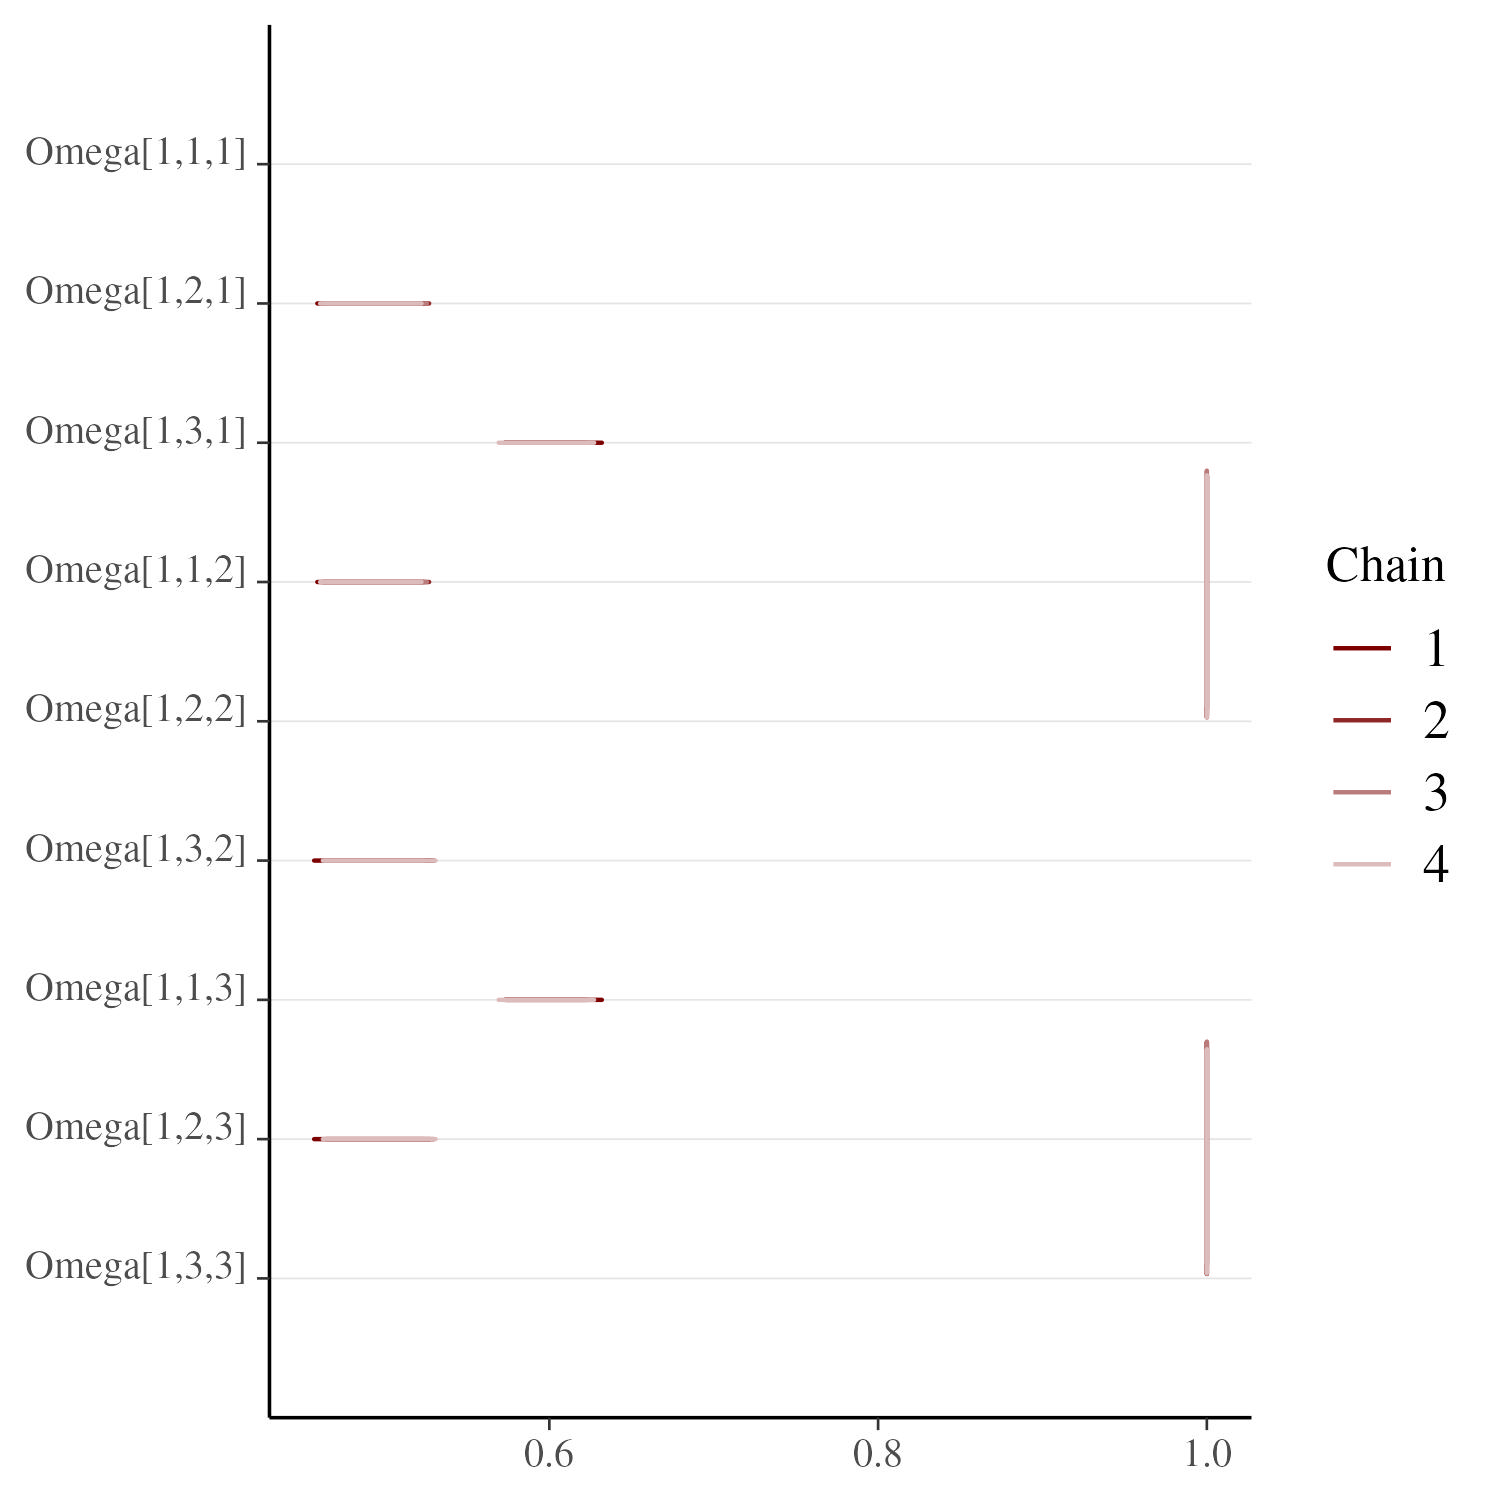 Omega[1,1,1]
Omega[1,2,1]
Omega[1,3,1]
Omega[1,1,2]
Omega[1,2,2]
Omega[1,3,2]
Omega[1,1,3]
Omega[1,2,3]
Omega[1,3,3]
0.6
0.8
1.0
Chain
1
2
3
4